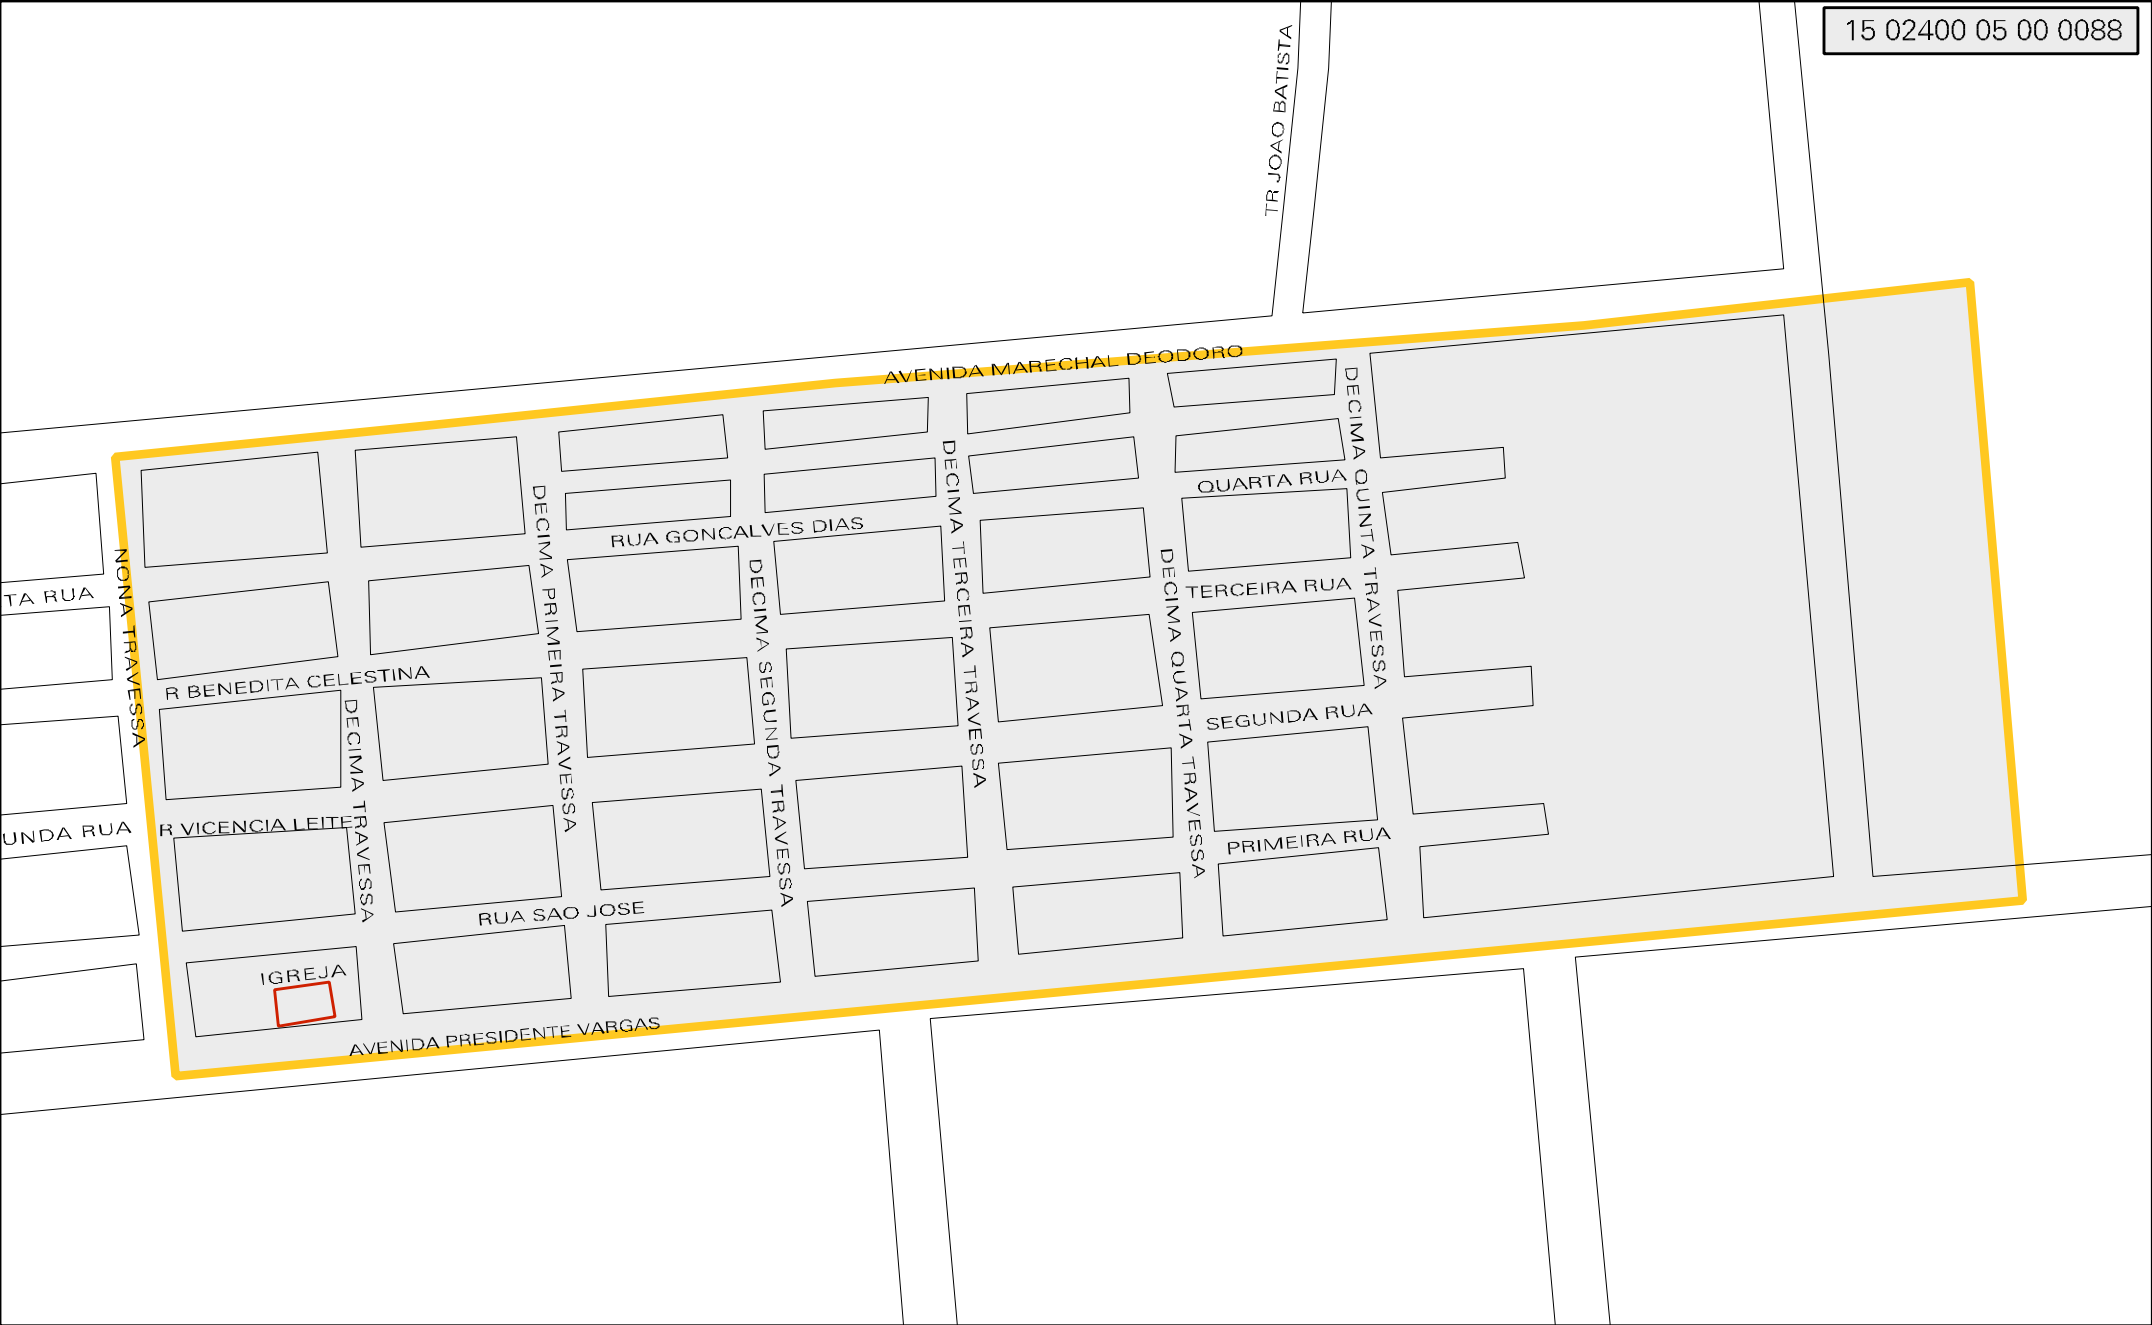 15 02400 05 00 0088
TR JOAO BATISTA
AVENIDA MARECHAL DEODORO
DECIMA QUINTA TRAVESSA
DECIMA TERCEIRA TRAVESSA
QUARTA RUA
DECIMA PRIMEIRA TRAVESSA
RUA GONCALVES DIAS
NONA TRAVESSA
DECIMA QUARTA TRAVESSA
DECIMA SEGUNDA TRAVESSA
TERCEIRA RUA
TA RUA
R BENEDITA CELESTINA
DECIMA TRAVESSA
SEGUNDA RUA
UNDA RUA
R VICENCIA LEITE
PRIMEIRA RUA
RUA SAO JOSE
IGREJA
AVENIDA PRESIDENTE VARGAS